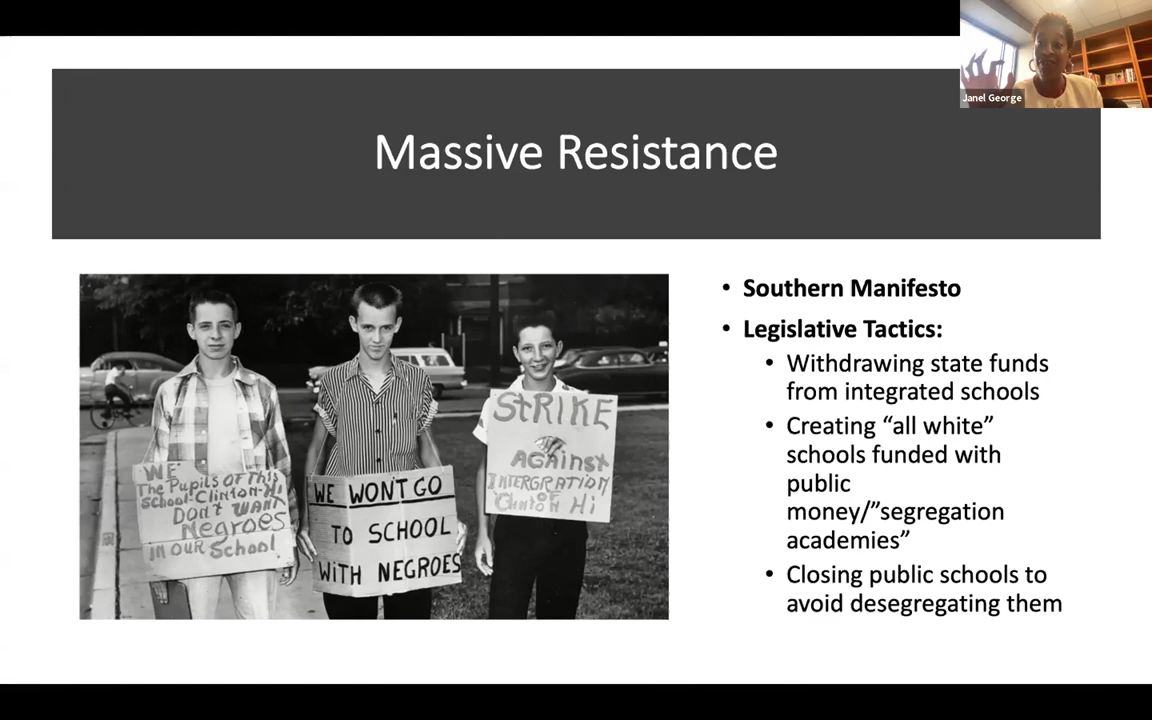 Janel George
Massive Resistance
WE
The Pupils OF This
School-Clinton-Hi
DON'T WANT
Negroes
IN OUR School
WE WON'T GO
TO SCHOOL
WITH NEGROES
STRIKE
AGAINST
INTERGRATION
OF
CLINTON Hi
• Southern Manifesto
• Legislative Tactics:
• Withdrawing state funds
from integrated schools
• Creating “all white”
schools funded with
public
money/”segregation
academies”
• Closing public schools to
avoid desegregating them